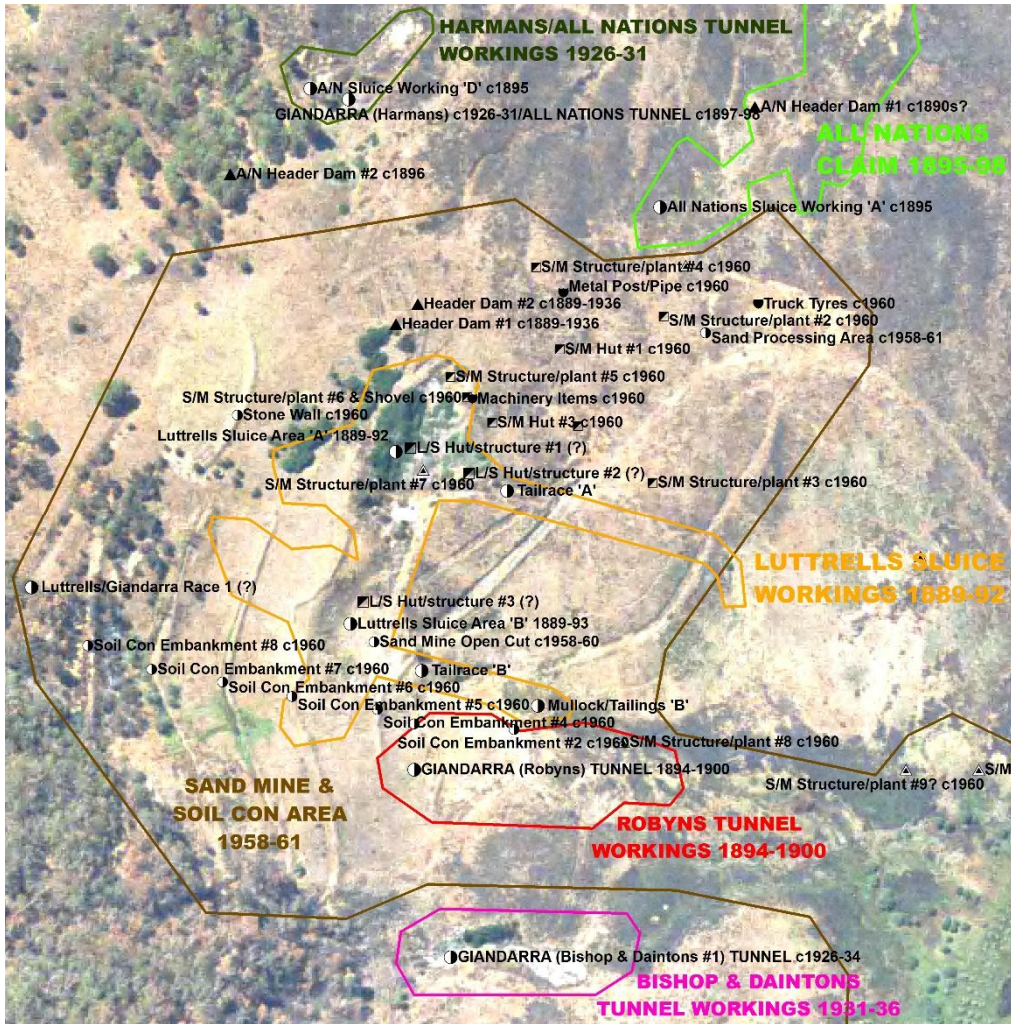 HARMANS/ALL NATIONS TUNNEL
WORKINGS 1926-31
A/N Sluice Working 'D' c1895
GIANDARRA (Harmans) c1926-31/ALL NATIONS TUNNEL c1897-98
A/N Header Dam #1 c1890s?
ALL NATIONS
CLAIM 1895-98
A/N Header Dam #2 c1896
All Nations Sluice Working 'A' c1895
S/M Structure/plant #4 c1960
Metal Post/Pipe c1960
Header Dam #2 c1889-1936
Truck Tyres c1960
Header Dam #1 c1889-1936
S/M Structure/plant #2 c1960
Sand Processing Area c1958-61
S/M Hut #1 c1960
S/M Structure/plant #5 c1960
S/M Structure/plant #6 & Shovel c1960
Machinery Items c1960
Stone Wall c1960
S/M Hut #3 c1960
Luttrells Sluice Area 'A' 1889-92
L/S Hut/structure #1 (?)
L/S Hut/structure #2 (?)
S/M Structure/plant #7 c1960
S/M Structure/plant #3 c1960
Tailrace 'A'
LUTTRELLS SLUICE
WORKINGS 1889-92
Luttrells/Giandarra Race 1 (?)
L/S Hut/structure #3 (?)
Luttrells Sluice Area 'B' 1889-93
Sand Mine Open Cut c1958-60
Soil Con Embankment #8 c1960
Soil Con Embankment #7 c1960
Tailrace 'B'
Soil Con Embankment #6 c1960
Soil Con Embankment #5 c1960
Mullock/Tailings 'B'
Soil Con Embankment #4 c1960
Soil Con Embankment #2 c1960
S/M Structure/plant #8 c1960
GIANDARRA (Robyns) TUNNEL 1894-1900
S/M Structure/plant #9? c1960
S/M
SAND MINE &
SOIL CON AREA
1958-61
ROBYNS TUNNEL
WORKINGS 1894-1900
GIANDARRA (Bishop & Daintons #1) TUNNEL c1926-34
BISHOP & DAINTONS
TUNNEL WORKINGS 1931-36